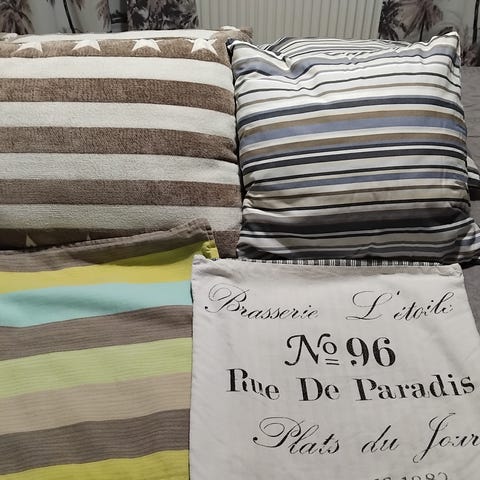 Brasserie L'étoile
No 96
Rue De Paradis
Plats du Jour